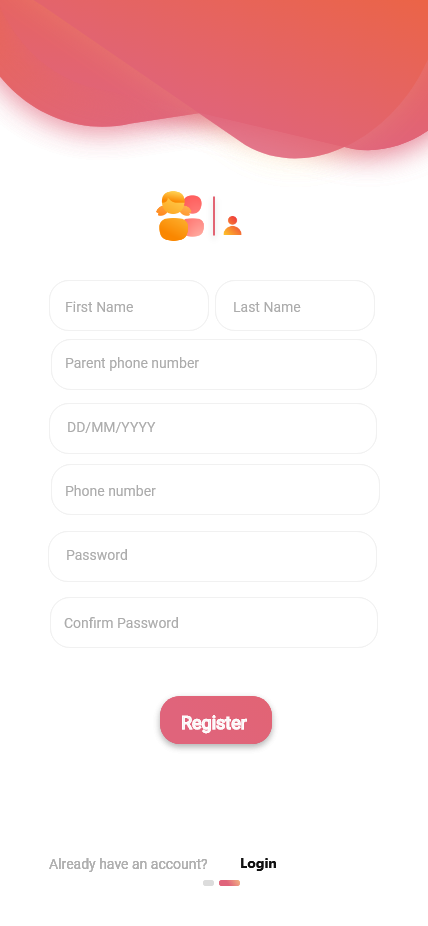 First Name Last Name
Parent phone number
DD/MM/YYYY
Phone number
Password
Confirm Password
Register
Already have an account? Login